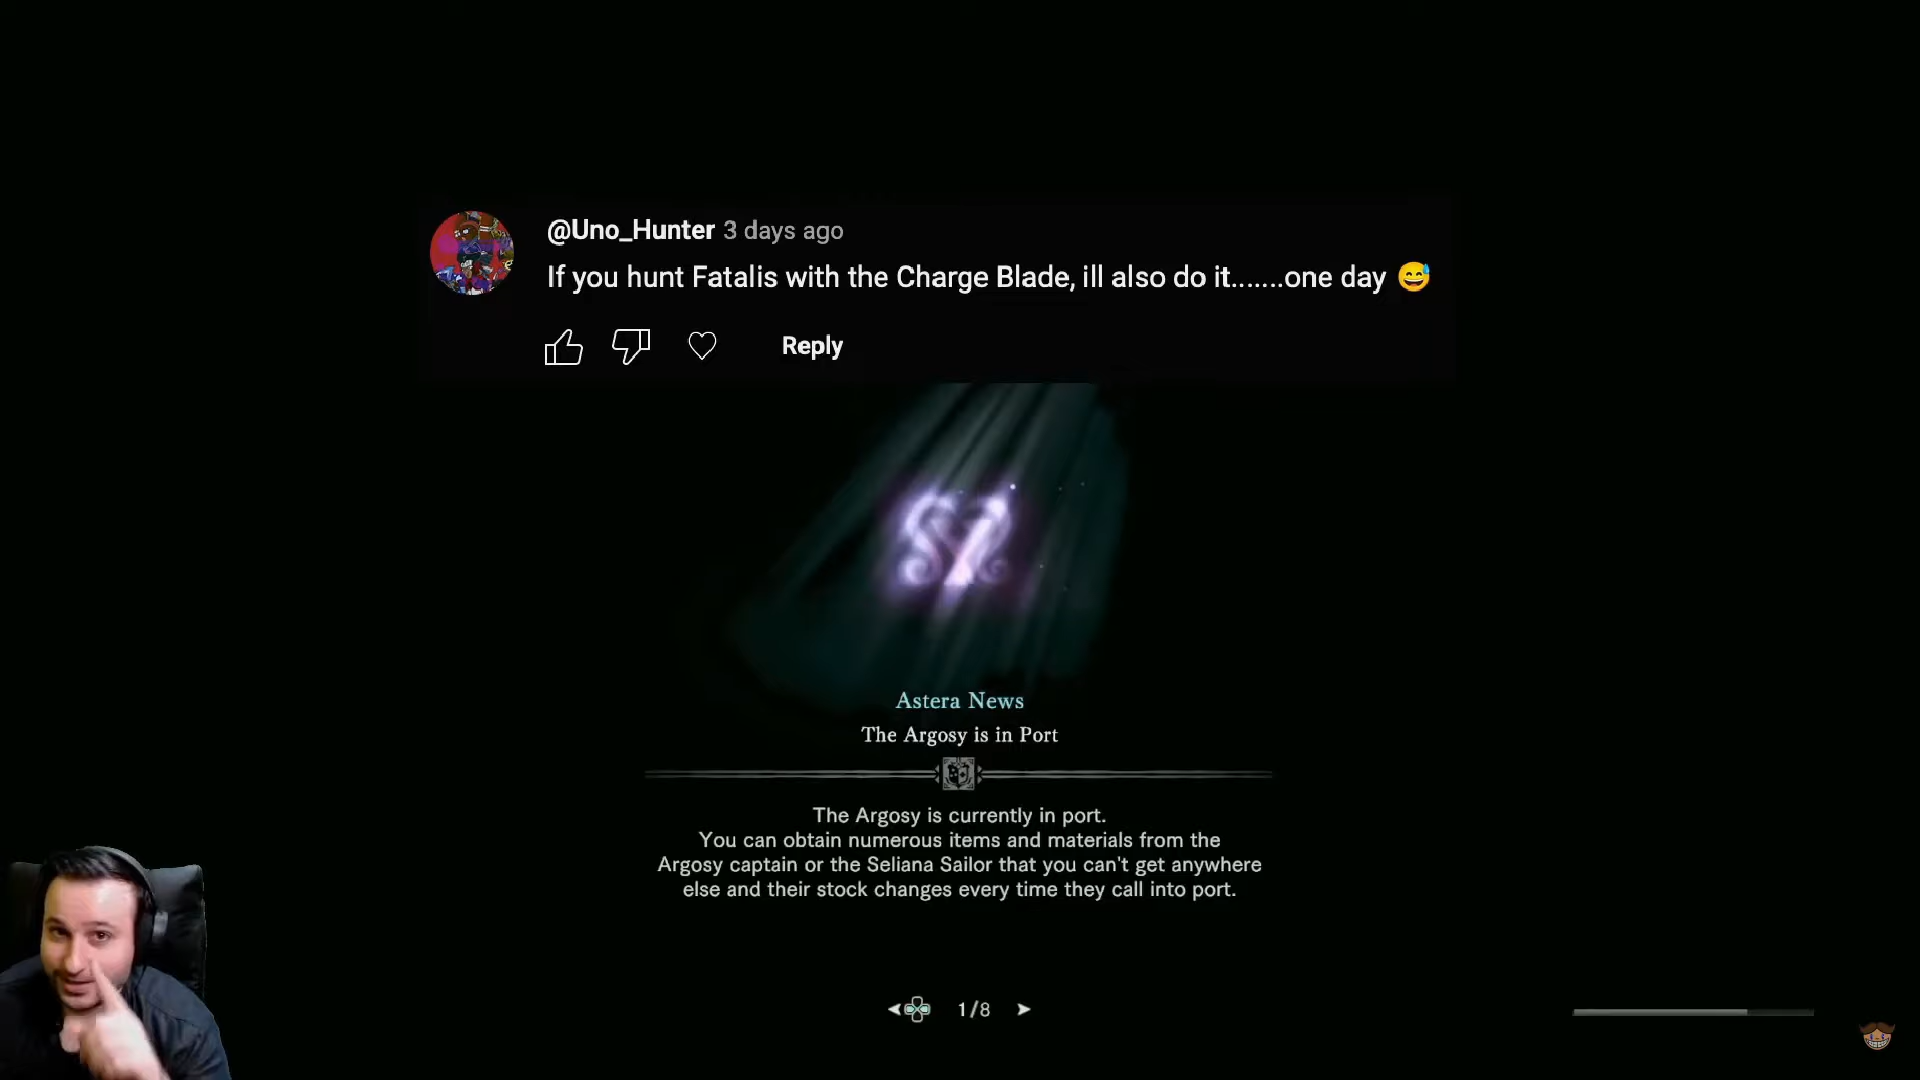 @Uno_Hunter 3 days ago
If you hunt Fatalis with the Charge Blade, ill also do it.......one day 😅
Reply
Astera News
The Argosy is in Port
The Argosy is currently in port.
You can obtain numerous items and materials from the
Argosy captain or the Seliana Sailor that you can't get anywhere
else and their stock changes every time they call into port.
1/8